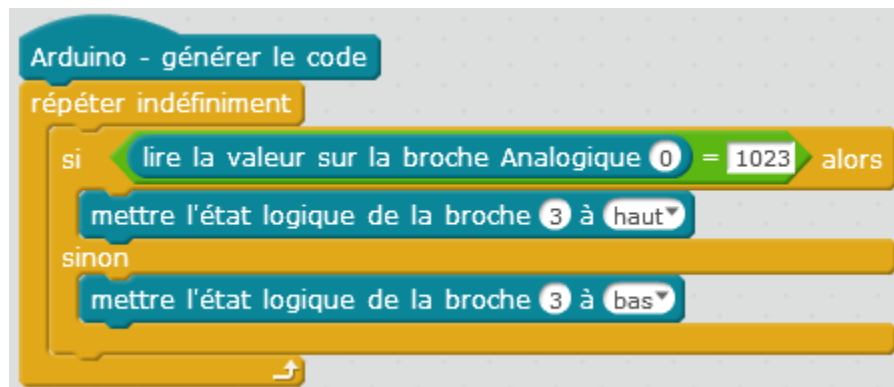 Arduino - générer le code
répéter indéfiniment
si lire la valeur sur la broche Analogique 0 = 1023 alors
mettre l'état logique de la broche 3 à haut
sinon
mettre l'état logique de la broche 3 à bas